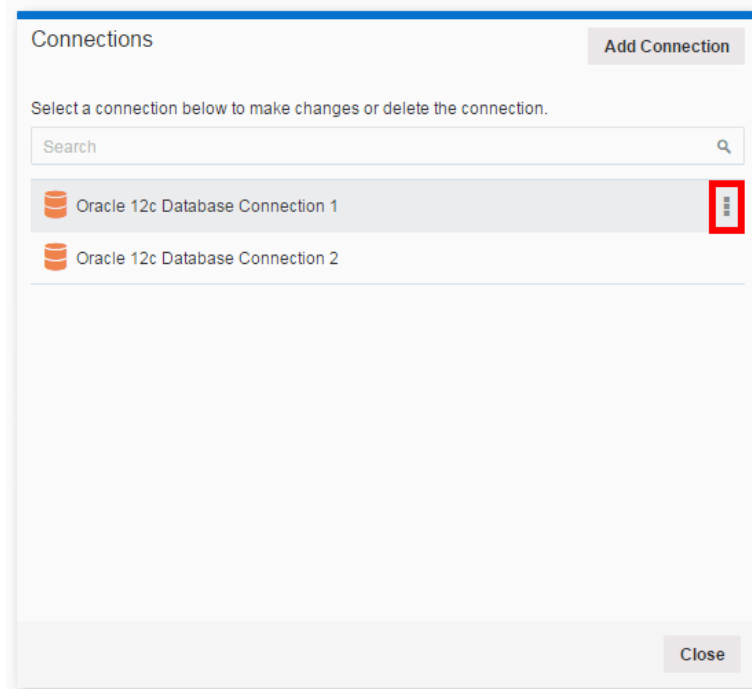 Connections
Add Connection
Select a connection below to make changes or delete the connection.
Search
Oracle 12c Database Connection 1
Oracle 12c Database Connection 2
Close